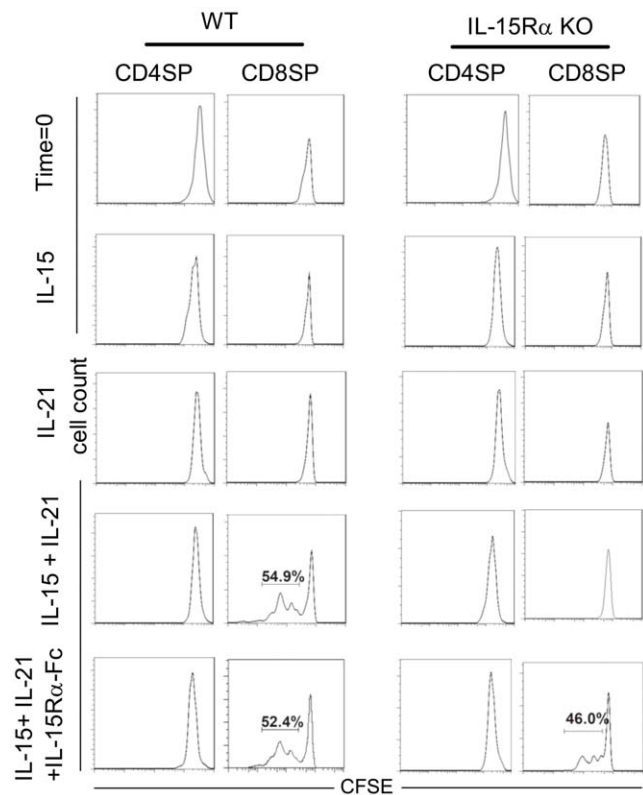 WT
IL-15Rα KO
CD4SP
CD8SP
CD4SP
CD8SP
Time=0
IL-15
IL-21
cell count
IL-15 + IL-21
54.9%
IL-15+ IL-21
+IL-15Rα-Fc
52.4%
46.0%
CFSE